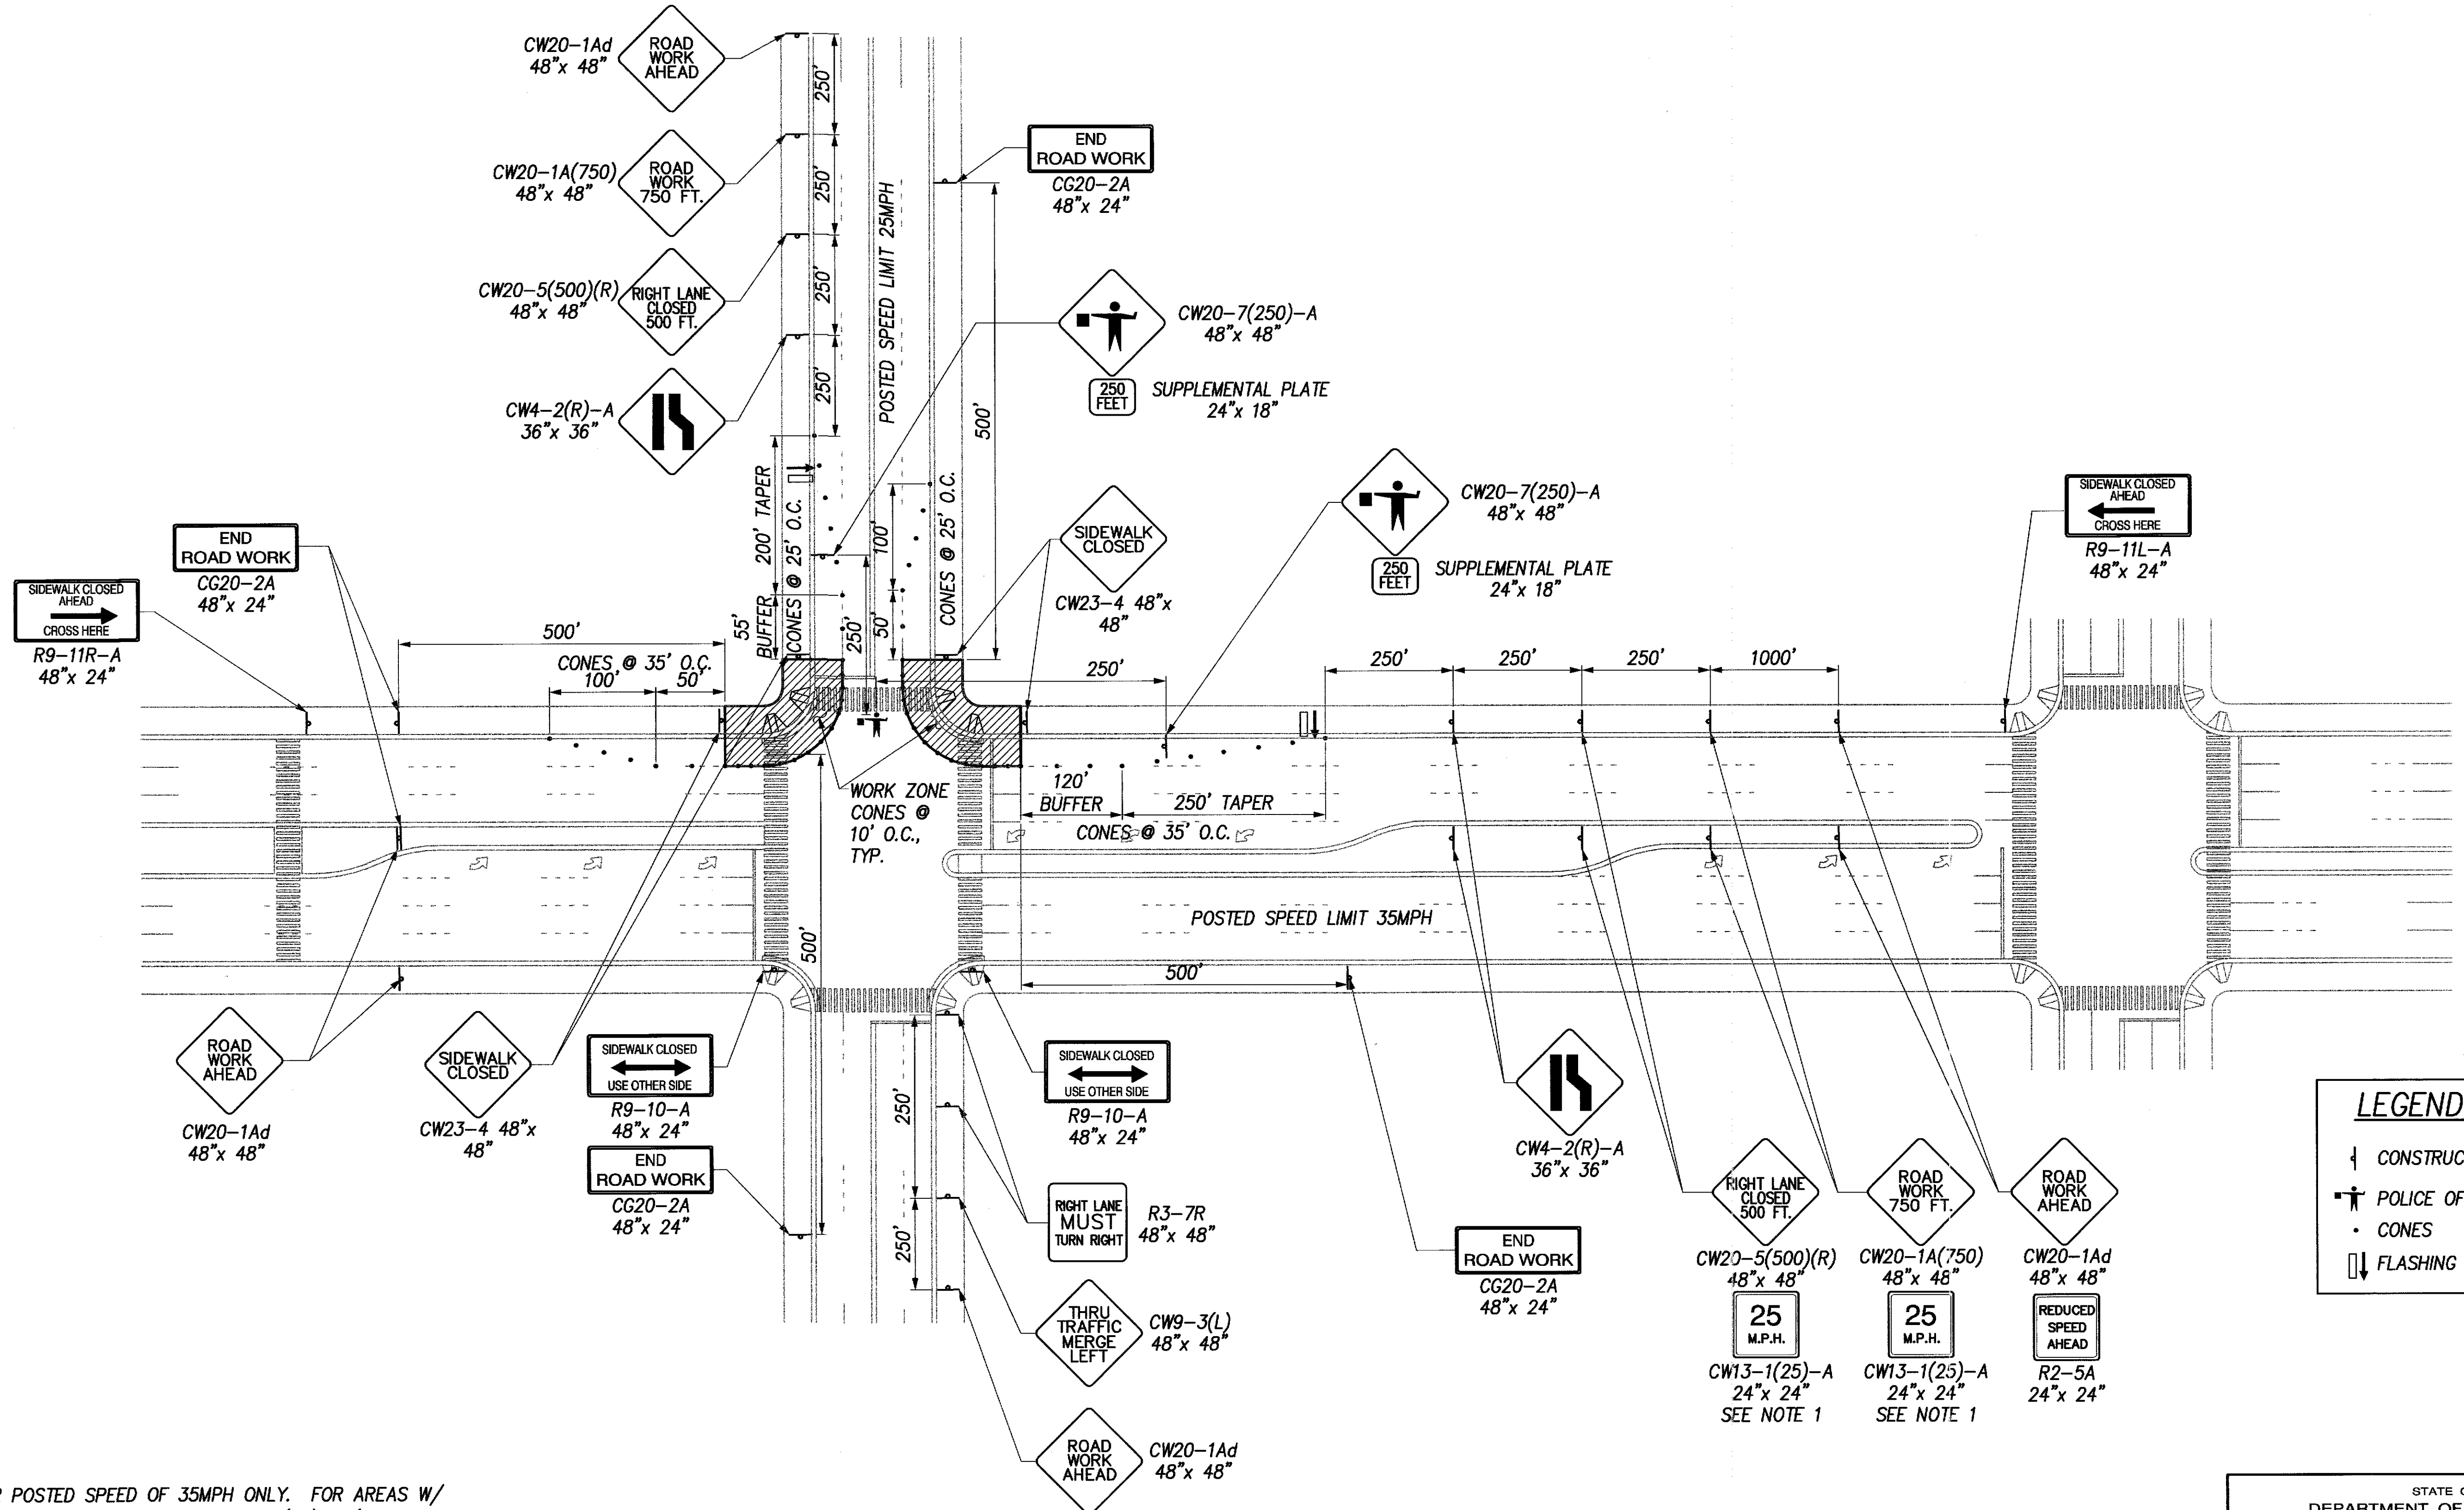 CW20-1Ad
48"x 48"
ROAD
WORK
AHEAD
250'
CW20-1A(750)
48"x 48"
ROAD
WORK
750 FT.
250'
CW20-5(500)(R)
48"x 48"
RIGHT LANE
CLOSED
500 FT.
250'
CW4-2(R)-A
36"x 36"
250'
POSTED SPEED LIMIT 25MPH
END
ROAD WORK
CG20-2A
48"x 24"
500'
CW20-7(250)-A
48"x 48"
250
FEET
SUPPLEMENTAL PLATE
24"x 18"
200' TAPER
55'
BUFFER
CONES @ 25' O.C.
250'
100'
50'
CONES @ 25' O.C.
SIDEWALK
CLOSED
CW23-4 48"x
48"
CW20-7(250)-A
48"x 48"
250
FEET
SUPPLEMENTAL PLATE
24"x 18"
SIDEWALK CLOSED
AHEAD
CROSS HERE
R9-11L-A
48"x 24"
END
ROAD WORK
CG20-2A
48"x 24"
SIDEWALK CLOSED
AHEAD
CROSS HERE
R9-11R-A
48"x 24"
500'
CONES @ 35' O.C.
100'
50'
250'
250'
250'
250'
1000'
WORK ZONE
CONES @
10' O.C.,
TYP.
120'
BUFFER
250' TAPER
CONES @ 35' O.C.
500'
POSTED SPEED LIMIT 35MPH
500'
ROAD
WORK
AHEAD
CW20-1Ad
48"x 48"
SIDEWALK
CLOSED
CW23-4 48"x
48"
SIDEWALK CLOSED
USE OTHER SIDE
R9-10-A
48"x 24"
END
ROAD WORK
CG20-2A
48"x 24"
250'
250'
SIDEWALK CLOSED
USE OTHER SIDE
R9-10-A
48"x 24"
RIGHT LANE
MUST
TURN RIGHT
R3-7R
48"x 48"
THRU
TRAFFIC
MERGE
LEFT
CW9-3(L)
48"x 48"
ROAD
WORK
AHEAD
CW20-1Ad
48"x 48"
END
ROAD WORK
CG20-2A
48"x 24"
CW4-2(R)-A
36"x 36"
RIGHT LANE
CLOSED
500 FT.
CW20-5(500)(R)
48"x 48"
25
M.P.H.
CW13-1(25)-A
24"x 24"
SEE NOTE 1
ROAD
WORK
750 FT.
CW20-1A(750)
48"x 48"
25
M.P.H.
CW13-1(25)-A
24"x 24"
SEE NOTE 1
ROAD
WORK
AHEAD
CW20-1Ad
48"x 48"
REDUCED
SPEED
AHEAD
R2-5A
24"x 24"
LEGEND
CONSTRUC
POLICE OF
CONES
FLASHING
POSTED SPEED OF 35MPH ONLY. FOR AREAS W/
STATE
DEPARTMENT OF